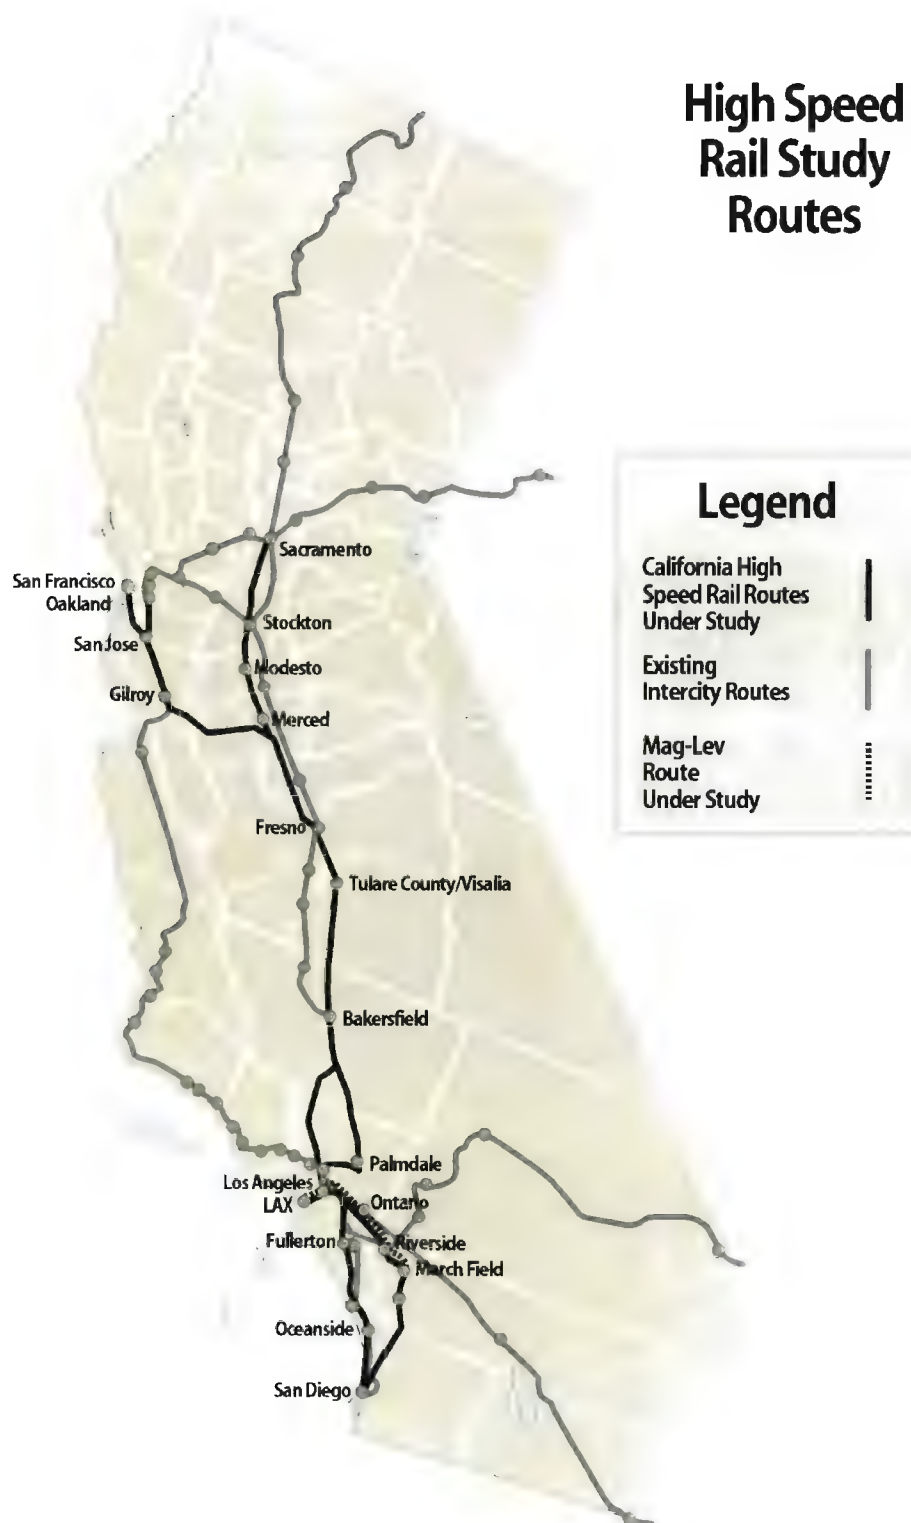 High Speed
Rail Study
Routes
Legend
California High
Speed Rail Routes
Under Study
Existing
Intercity Routes
Mag-Lev
Route
Under Study
Sacramento
San Francisco
Oakland
Stockton
San Jose
Modesto
Gilroy
Merced
Fresno
Tulare County/Visalia
Bakersfield
Palmdale
Los Angeles
LAX
Ontario
Fullerton
Riverside
March Field
Oceanside
San Diego